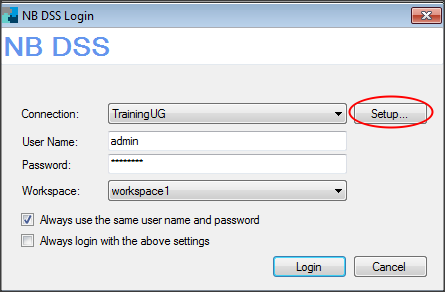 NB DSS Login
NB DSS
Connection: TrainingUG Setup...
User Name: admin
Password: ********
Workspace: workspace1
Always use the same user name and password
Always login with the above settings
Login Cancel